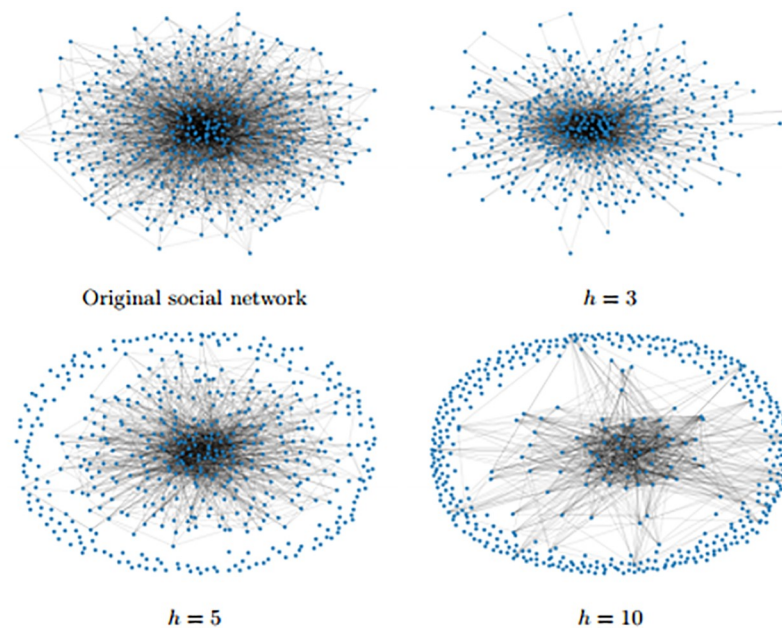 Original social network
h = 3
h = 5
h = 10